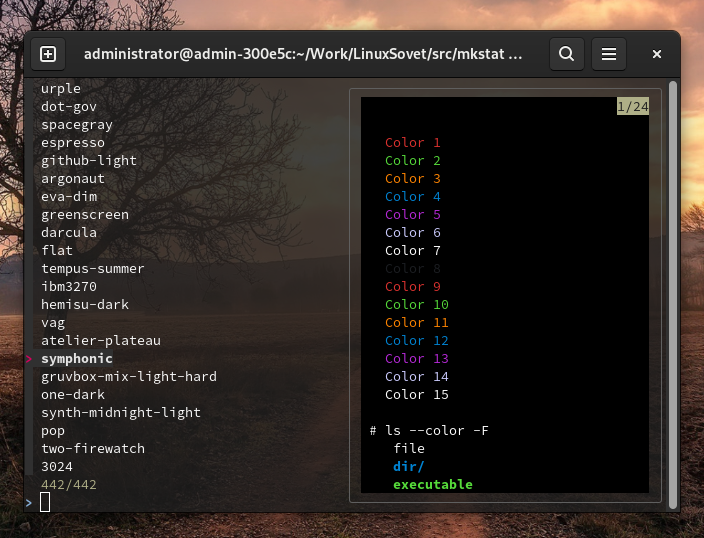 administrator@admin-300e5c:~/Work/LinuxSovet/src/mkstat ...
urple
dot-gov
spacegray
espresso
github-light
argonaut
eva-dim
greenscreen
darcula
flat
tempus-summer
ibm3270
hemisu-dark
vag
atelier-plateau
> symphonic
gruvbox-mix-light-hard
one-dark
synth-midnight-light
pop
two-firewatch
3024
442/442
>
1/24
Color 1
Color 2
Color 3
Color 4
Color 5
Color 6
Color 7
Color 8
Color 9
Color 10
Color 11
Color 12
Color 13
Color 14
Color 15
# ls --color -F
file
dir/
executable